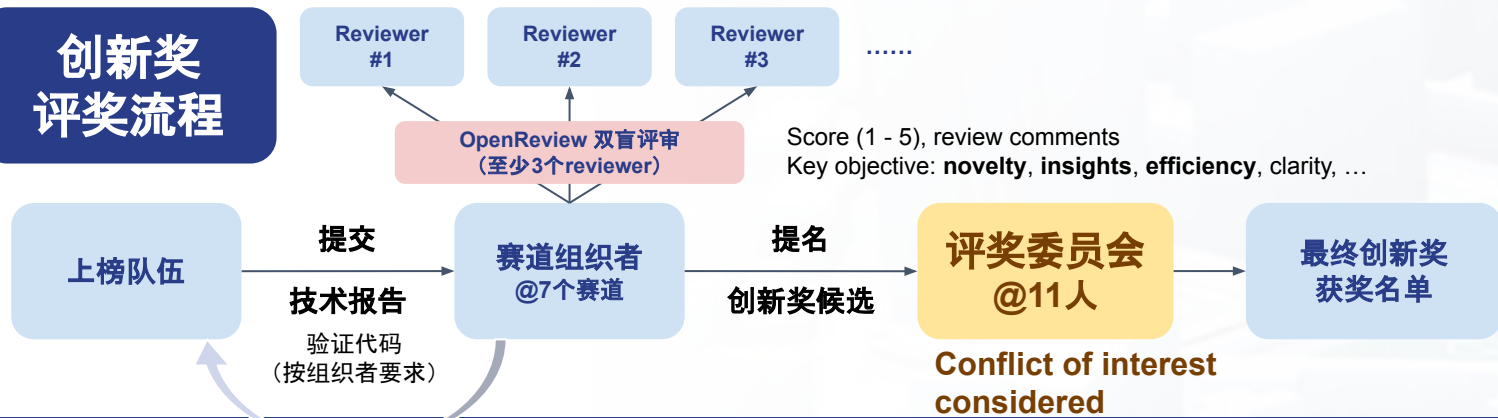 创新奖
评奖流程
Reviewer
#1
Reviewer
#2
Reviewer
#3
......
OpenReview 双盲评审
（至少3个reviewer）
Score (1 - 5), review comments
Key objective: novelty, insights, efficiency, clarity, …
上榜队伍
提交
技术报告
验证代码
（按组织者要求）
赛道组织者
@7个赛道
提名
创新奖候选
评奖委员会
@11人
Conflict of interest
considered
最终创新奖
获奖名单